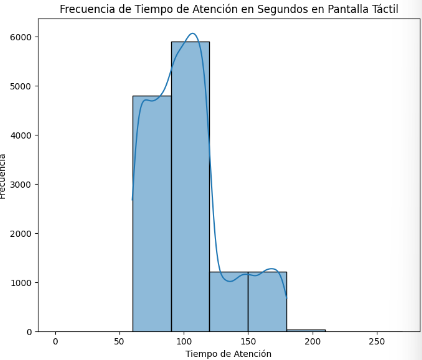 Frecuencia de Tiempo de Atención en Segundos en Pantalla Táctil
6000
5000
4000
3000
2000
1000
0
Frecuencia
0 50 100 150 200 250
Tiempo de Atención